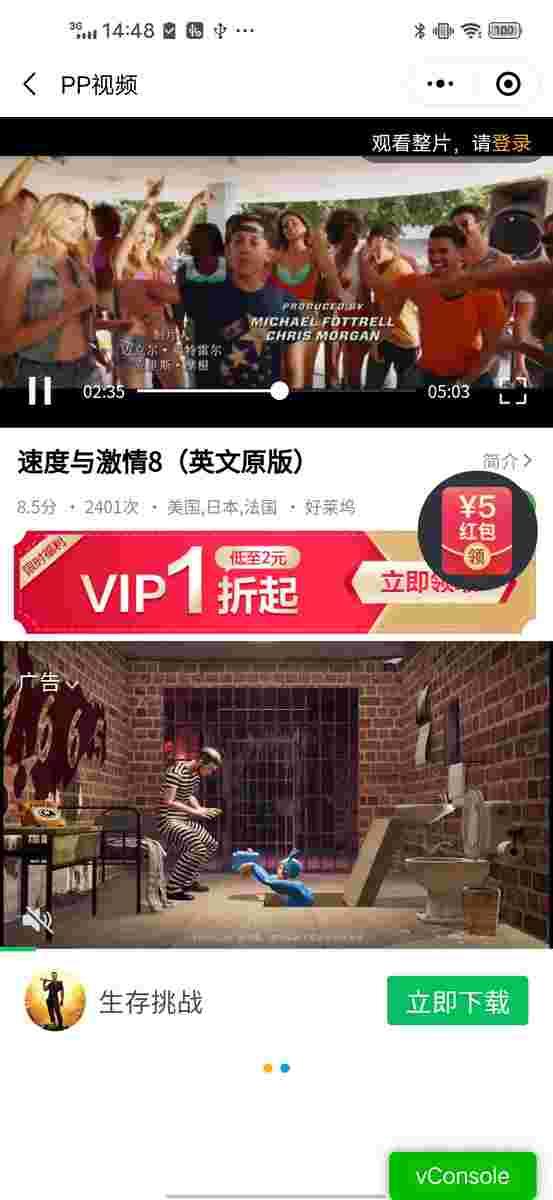 3G 14:48 100
PP视频
观看整片，请登录
PRODUCED BY
MICHAEL FOTTRELL
CHRIS MORGAN
制片人
02:35
05:03
速度与激情8（英文原版）
简介
8.5分 · 2401次 · 美国,日本,法国 · 好莱坞
¥5
红包
领
限时福利
VIP1折起
低至2元
立即领
广告
生存挑战
立即下载
vConsole